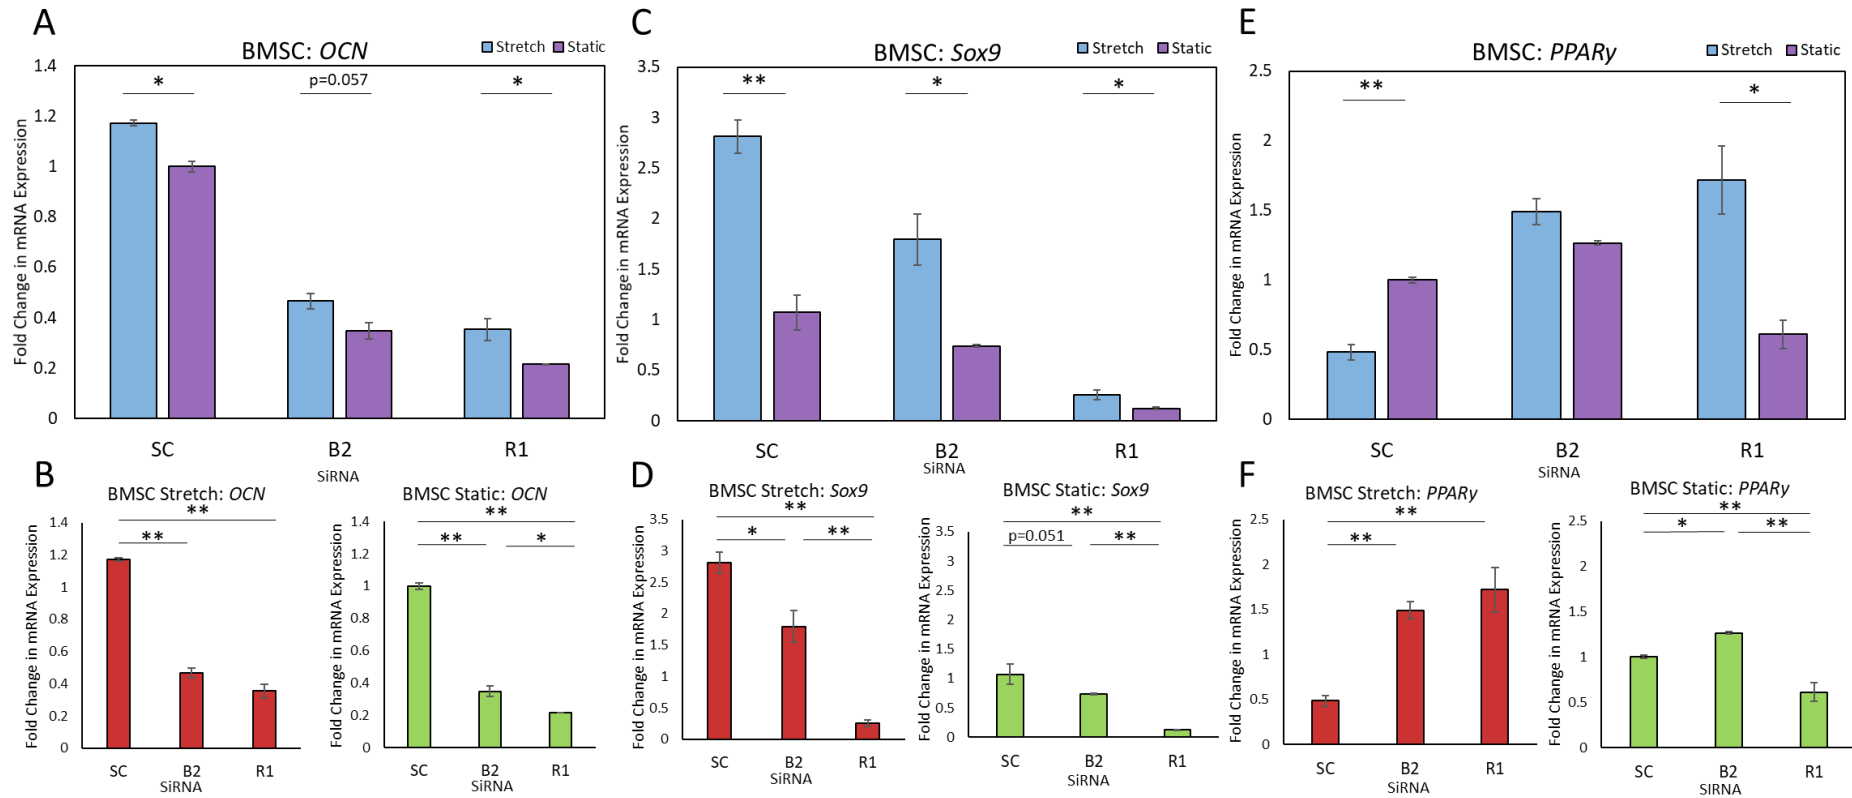 A
BMSC: OCN
Stretch Static
Fold Change in mRNA Expression
1.4
1.2
1
0.8
0.6
0.4
0.2
0
*
p=0.057
*
SC B2 R1
SiRNA
C
BMSC: Sox9
Stretch Static
Fold Change in mRNA Expression
3.5
3
2.5
2
1.5
1
0.5
0
**
*
*
SC B2 R1
SiRNA
E
BMSC: PPARy
Stretch Static
Fold Change in mRNA Expression
2.5
2
1.5
1
0.5
0
**
*
SC B2 R1
SiRNA
B
BMSC Stretch: OCN
Fold Change in mRNA Expression
1.4
1.2
1
0.8
0.6
0.4
0.2
0
**
**
SC B2 R1
SiRNA
BMSC Static: OCN
Fold Change in mRNA Expression
1.4
1.2
1
0.8
0.6
0.4
0.2
0
**
** *
SC B2 R1
SiRNA
D
BMSC Stretch: Sox9
Fold Change in mRNA Expression
3.5
3
2.5
2
1.5
1
0.5
0
**
* **
SC B2 R1
SiRNA
BMSC Static: Sox9
Fold Change in mRNA Expression
3.5
3
2.5
2
1.5
1
0.5
0
**
p=0.051 **
SC B2 R1
SiRNA
F
BMSC Stretch: PPARy
Fold Change in mRNA Expression
2.5
2
1.5
1
0.5
0
**
**
SC B2 R1
SiRNA
BMSC Static: PPARy
Fold Change in mRNA Expression
2.5
2
1.5
1
0.5
0
**
* **
SC B2 R1
SIRNA